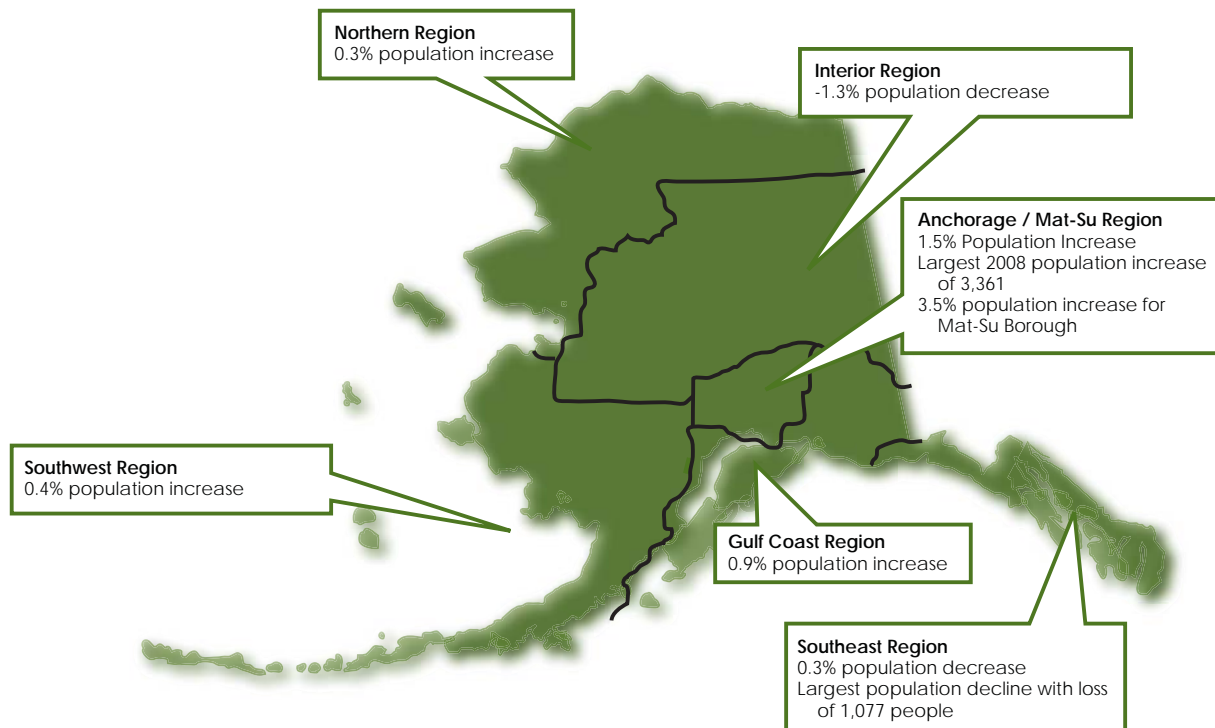 Northern Region
0.3% population increase
Interior Region
-1.3% population decrease
Anchorage / Mat-Su Region
1.5% Population Increase
Largest 2008 population increase
of 3,361
3.5% population increase for
Mat-Su Borough
Southwest Region
0.4% population increase
Gulf Coast Region
0.9% population increase
Southeast Region
0.3% population decrease
Largest population decline with loss
of 1,077 people